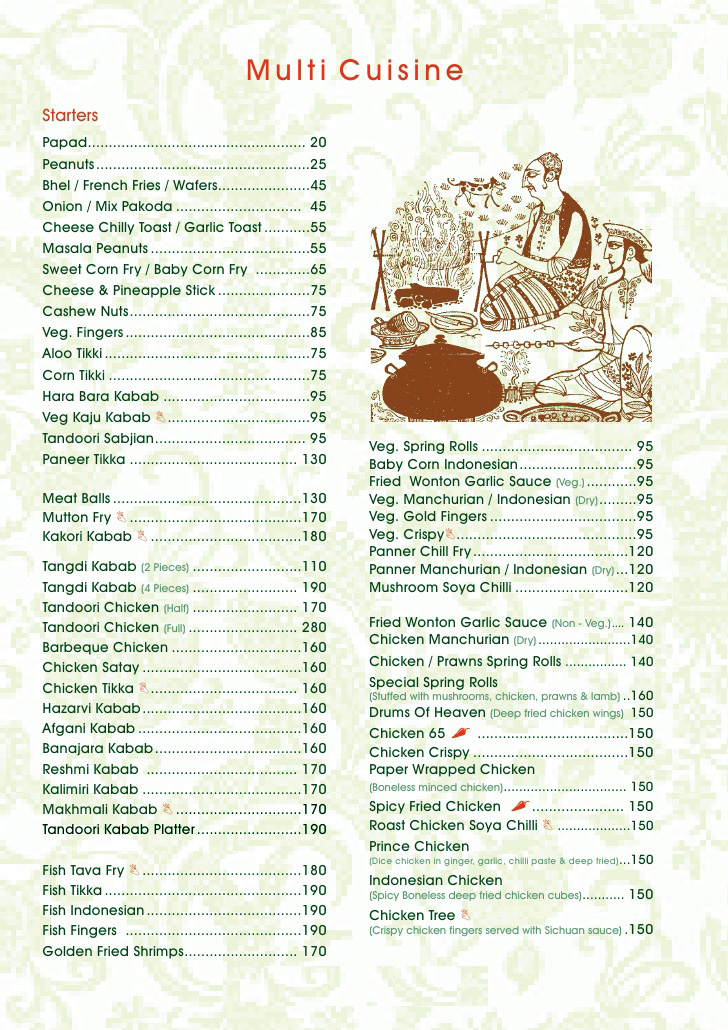 Multi Cuisine
Starters
Papad................................................ 20
Peanuts................................................25
Bhel / French Fries / Wafers.....................45
Onion / Mix Pakoda ............................. 45
Cheese Chilly Toast / Garlic Toast...........55
Masala Peanuts.....................................55
Sweet Corn Fry / Baby Corn Fry ............65
Cheese & Pineapple Stick .....................75
Cashew Nuts.........................................75
Veg. Fingers..........................................85
Aloo Tikki..............................................75
Corn Tikki .............................................75
Hara Bara Kabab .................................95
Veg Kaju Kabab ................................95
Tandoori Sabjian.................................. 95
Paneer Tikka ...................................... 130
Meat Balls ...........................................130
Mutton Fry .......................................170
Kakori Kabab ...................................180
Tangdi Kabab (2 Pieces) .........................110
Tangdi Kabab (4 Pieces) ........................ 190
Tandoori Chicken (Half) ........................ 170
Tandoori Chicken (Full) ......................... 280
Barbeque Chicken ..............................160
Chicken Satay .....................................160
Chicken Tikka .................................. 160
Hazarvi Kabab.....................................160
Afgani Kabab ......................................160
Banajara Kabab..................................160
Reshmi Kabab ................................... 170
Kalimiri Kabab .................................... 170
Makhmali Kabab .............................170
Tandoori Kabab Platter........................190
Fish Tava Fry .....................................180
Fish Tikka .............................................190
Fish Indonesian ....................................190
Fish Fingers .........................................190
Golden Fried Shrimps.......................... 170
Veg. Spring Rolls ................................... 95
Baby Corn Indonesian...........................95
Fried Wonton Garlic Sauce (Veg.) ............95
Veg. Manchurian / Indonesian (Dry)........95
Veg. Gold Fingers .................................95
Veg. Crispy.........................................95
Panner Chill Fry....................................120
Panner Manchurian / Indonesian (Dry)...120
Mushroom Soya Chilli ..........................120
Fried Wonton Garlic Sauce (Non - Veg.).... 140
Chicken Manchurian (Dry).......................140
Chicken / Prawns Spring Rolls ............... 140
Special Spring Rolls
(Stuffed with mushrooms, chicken, prawns & lamb) ..160
Drums Of Heaven (Deep fried chicken wings) 150
Chicken 65 ...................................150
Chicken Crispy ....................................150
Paper Wrapped Chicken
(Boneless minced chicken)............................. 150
Spicy Fried Chicken ...................... 150
Roast Chicken Soya Chilli .................150
Prince Chicken
(Dice chicken in ginger, garlic, chilli paste & deep fried)...150
Indonesian Chicken
(Spicy Boneless deep fried chicken cubes).......... 150
Chicken Tree
(Crispy chicken fingers served with Sichuan sauce) .150